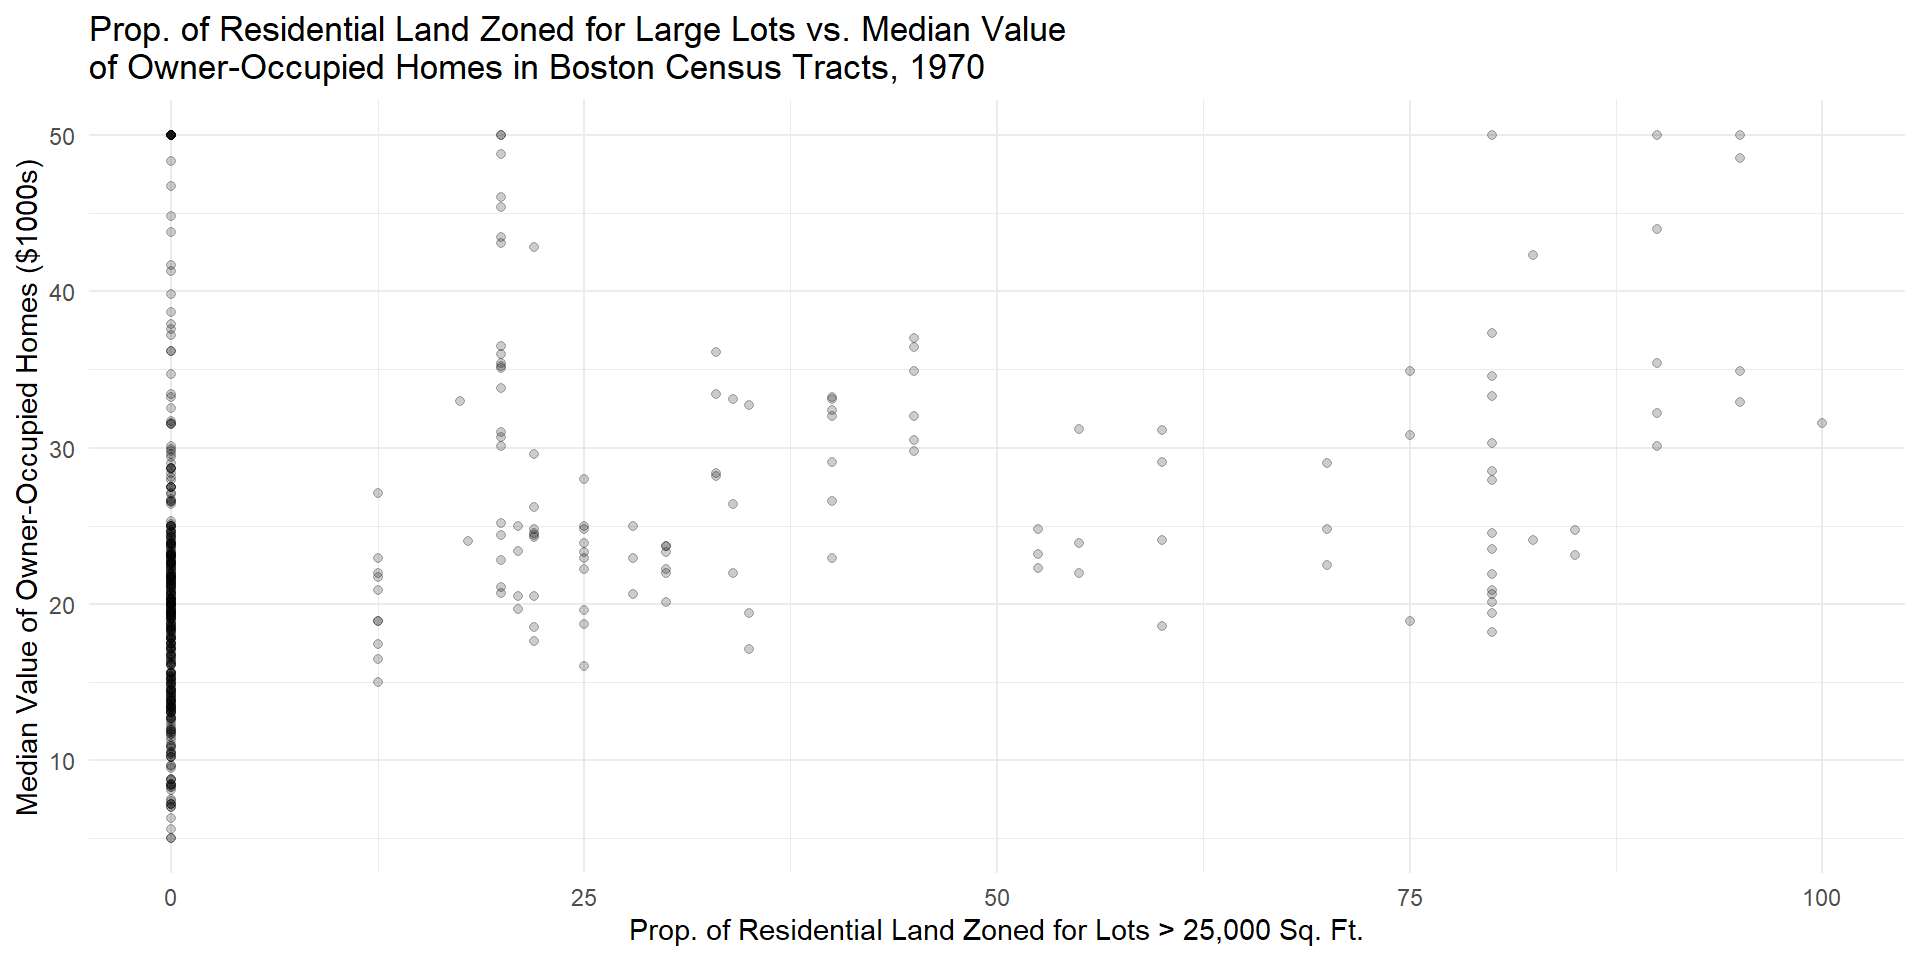 Prop. of Residential Land Zoned for Large Lots vs. Median Value
of Owner-Occupied Homes in Boston Census Tracts, 1970
Median Value of Owner-Occupied Homes ($1000s)
50
40
30
20
10
0
25
50
75
100
Prop. of Residential Land Zoned for Lots > 25,000 Sq. Ft.